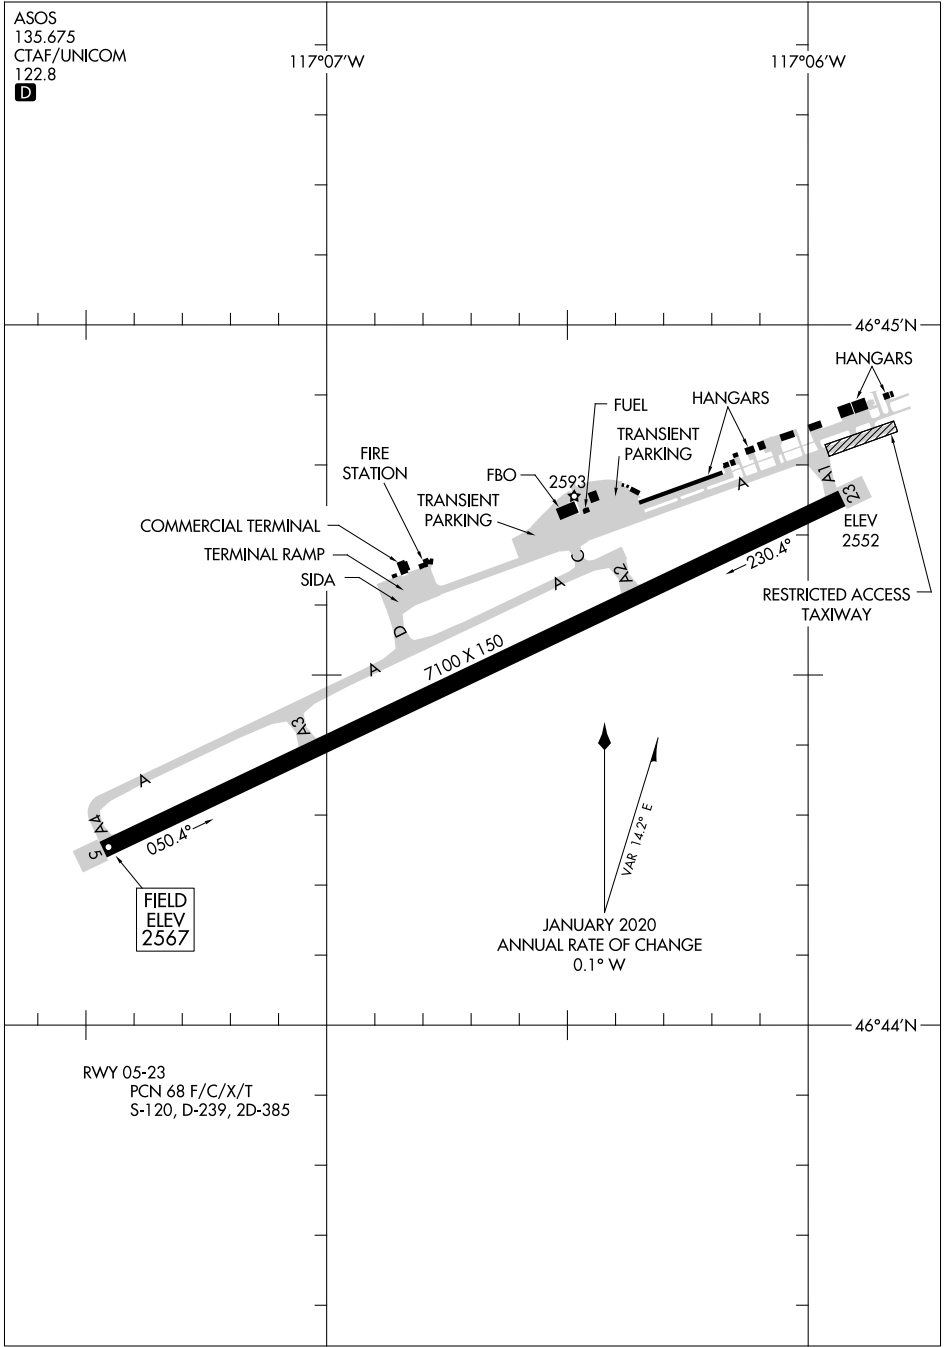 ASOS
135.675
CTAF/UNICOM
122.8
D
117°07'W
117°06'W
46°45'N
HANGARS
HANGARS
FUEL
TRANSIENT
PARKING
FIRE
STATION
FBO
2593
TRANSIENT
PARKING
A
A1
23
ELEV
2552
COMMERCIAL TERMINAL
TERMINAL RAMP
SIDA
C
A
A2
230.4°
RESTRICTED ACCESS
TAXIWAY
D
7100 X 150
A
A3
A
A4
5
050.4°
FIELD
ELEV
2567
VAR 14.2° E
JANUARY 2020
ANNUAL RATE OF CHANGE
0.1° W
46°44'N
RWY 05-23
PCN 68 F/C/X/T
S-120, D-239, 2D-385